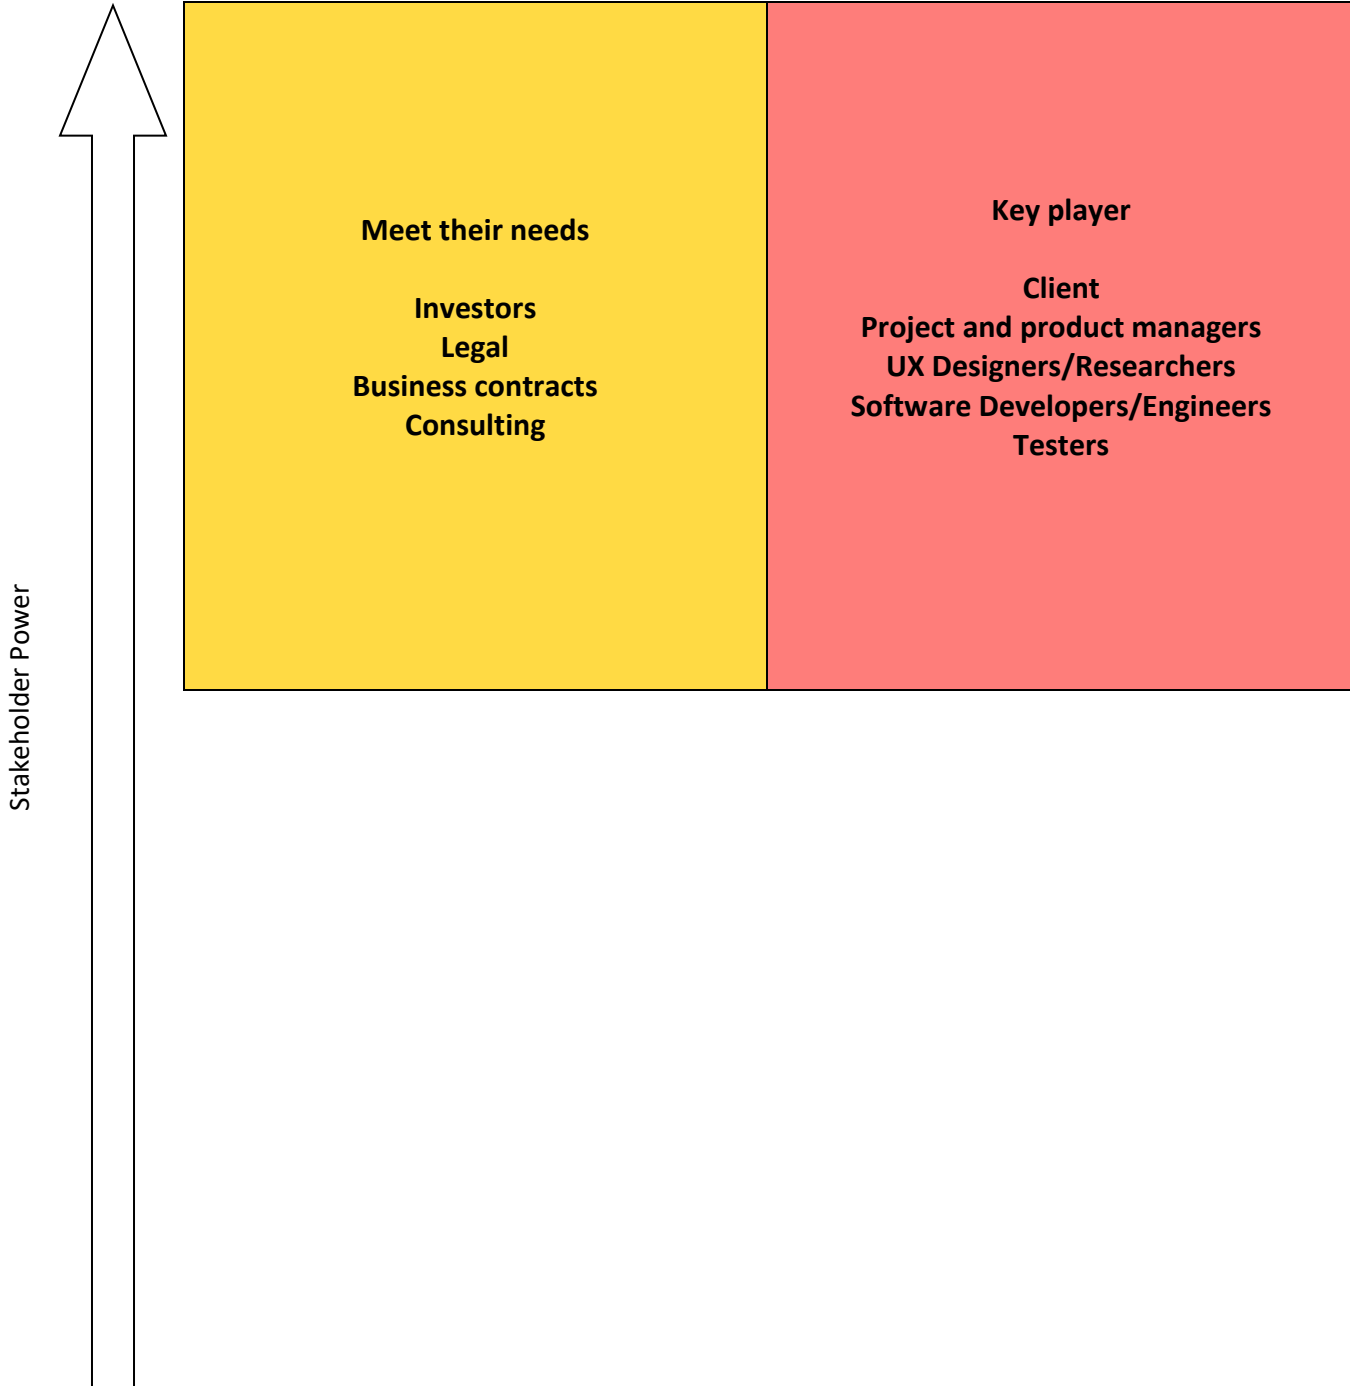 Stakeholder Power
Meet their needs
Investors
Legal
Business contracts
Consulting
Key player
Client
Project and product managers
UX Designers/Researchers
Software Developers/Engineers
Testers